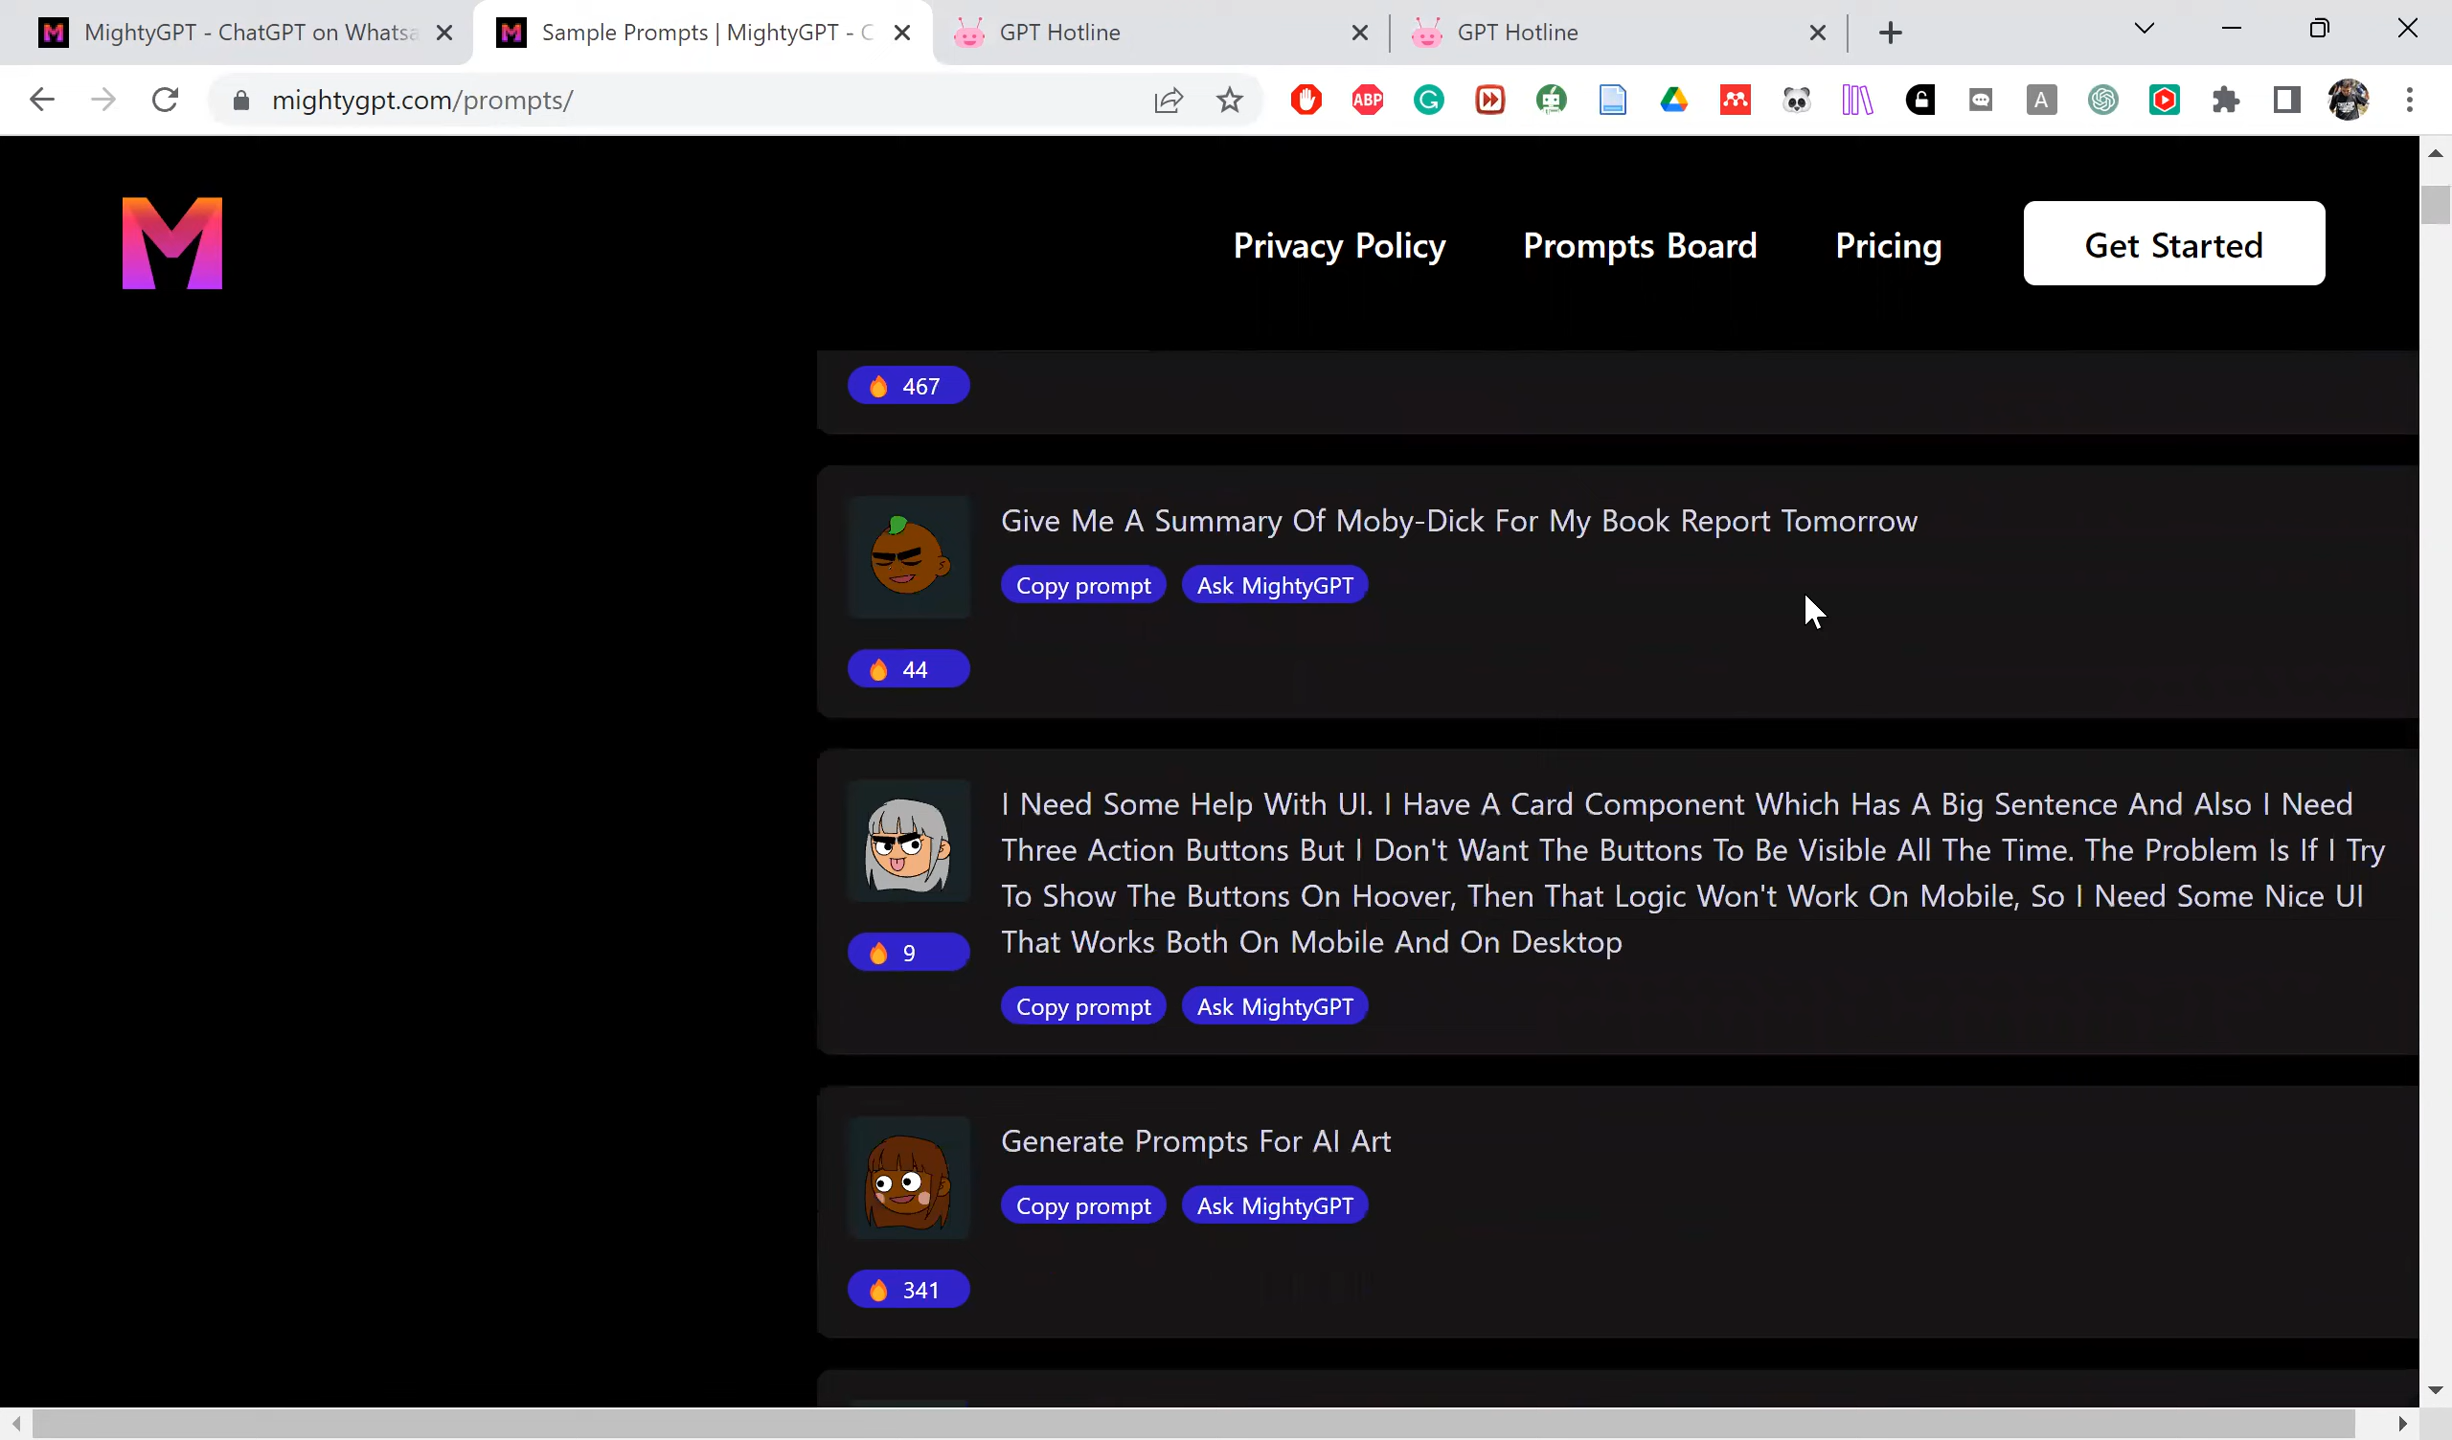 MightyGPT - ChatGPT on Whatsa
Sample Prompts | MightyGPT - C
GPT Hotline
GPT Hotline
mightygpt.com/prompts/
ABP
A
M
Privacy Policy
Prompts Board
Pricing
Get Started
467
Give Me A Summary Of Moby-Dick For My Book Report Tomorrow
Copy prompt
Ask MightyGPT
44
I Need Some Help With UI. I Have A Card Component Which Has A Big Sentence And Also I Need
Three Action Buttons But I Don't Want The Buttons To Be Visible All The Time. The Problem Is If I Try
To Show The Buttons On Hoover, Then That Logic Won't Work On Mobile, So I Need Some Nice UI
That Works Both On Mobile And On Desktop
9
Copy prompt
Ask MightyGPT
Generate Prompts For AI Art
Copy prompt
Ask MightyGPT
341